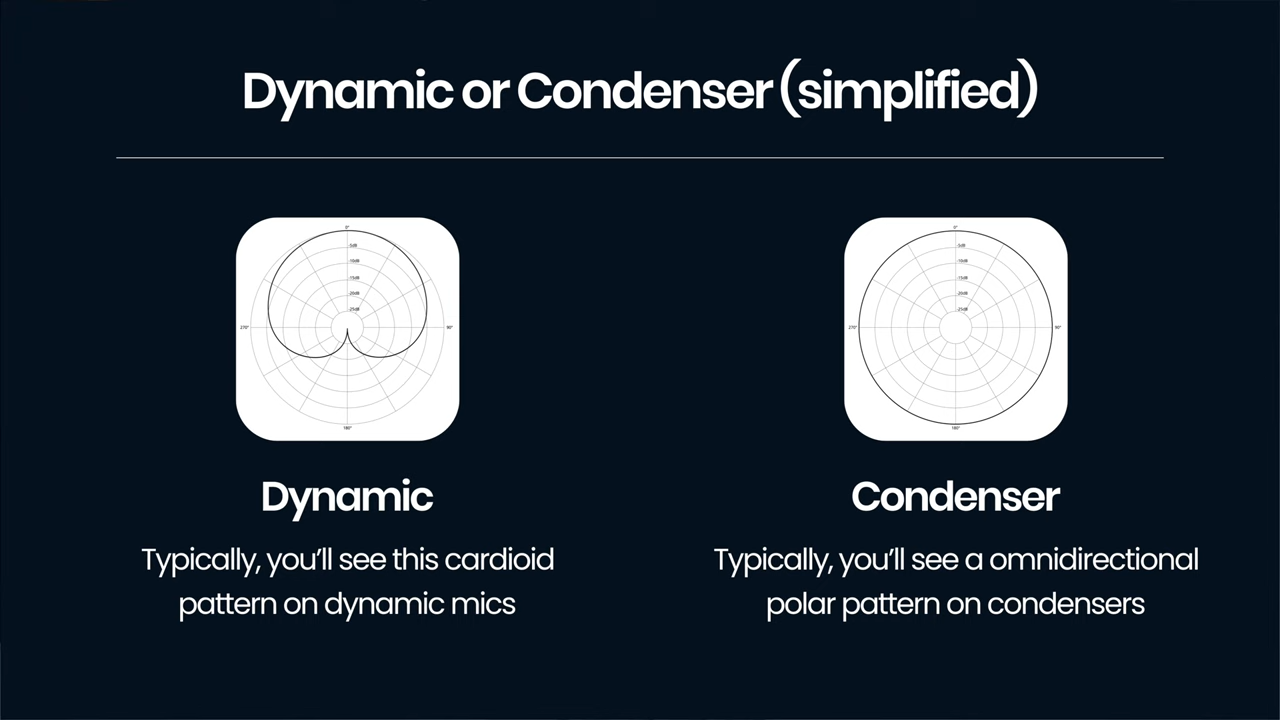 Dynamic or Condenser (simplified)
0°
-5dB
-10dB
-15dB
-20dB
-25dB
270°
90°
180°
0°
-5dB
-10dB
-15dB
-20dB
-25dB
270°
90°
180°
Dynamic
Typically, you'll see this cardioid
pattern on dynamic mics
Condenser
Typically, you'll see a omnidirectional
polar pattern on condensers